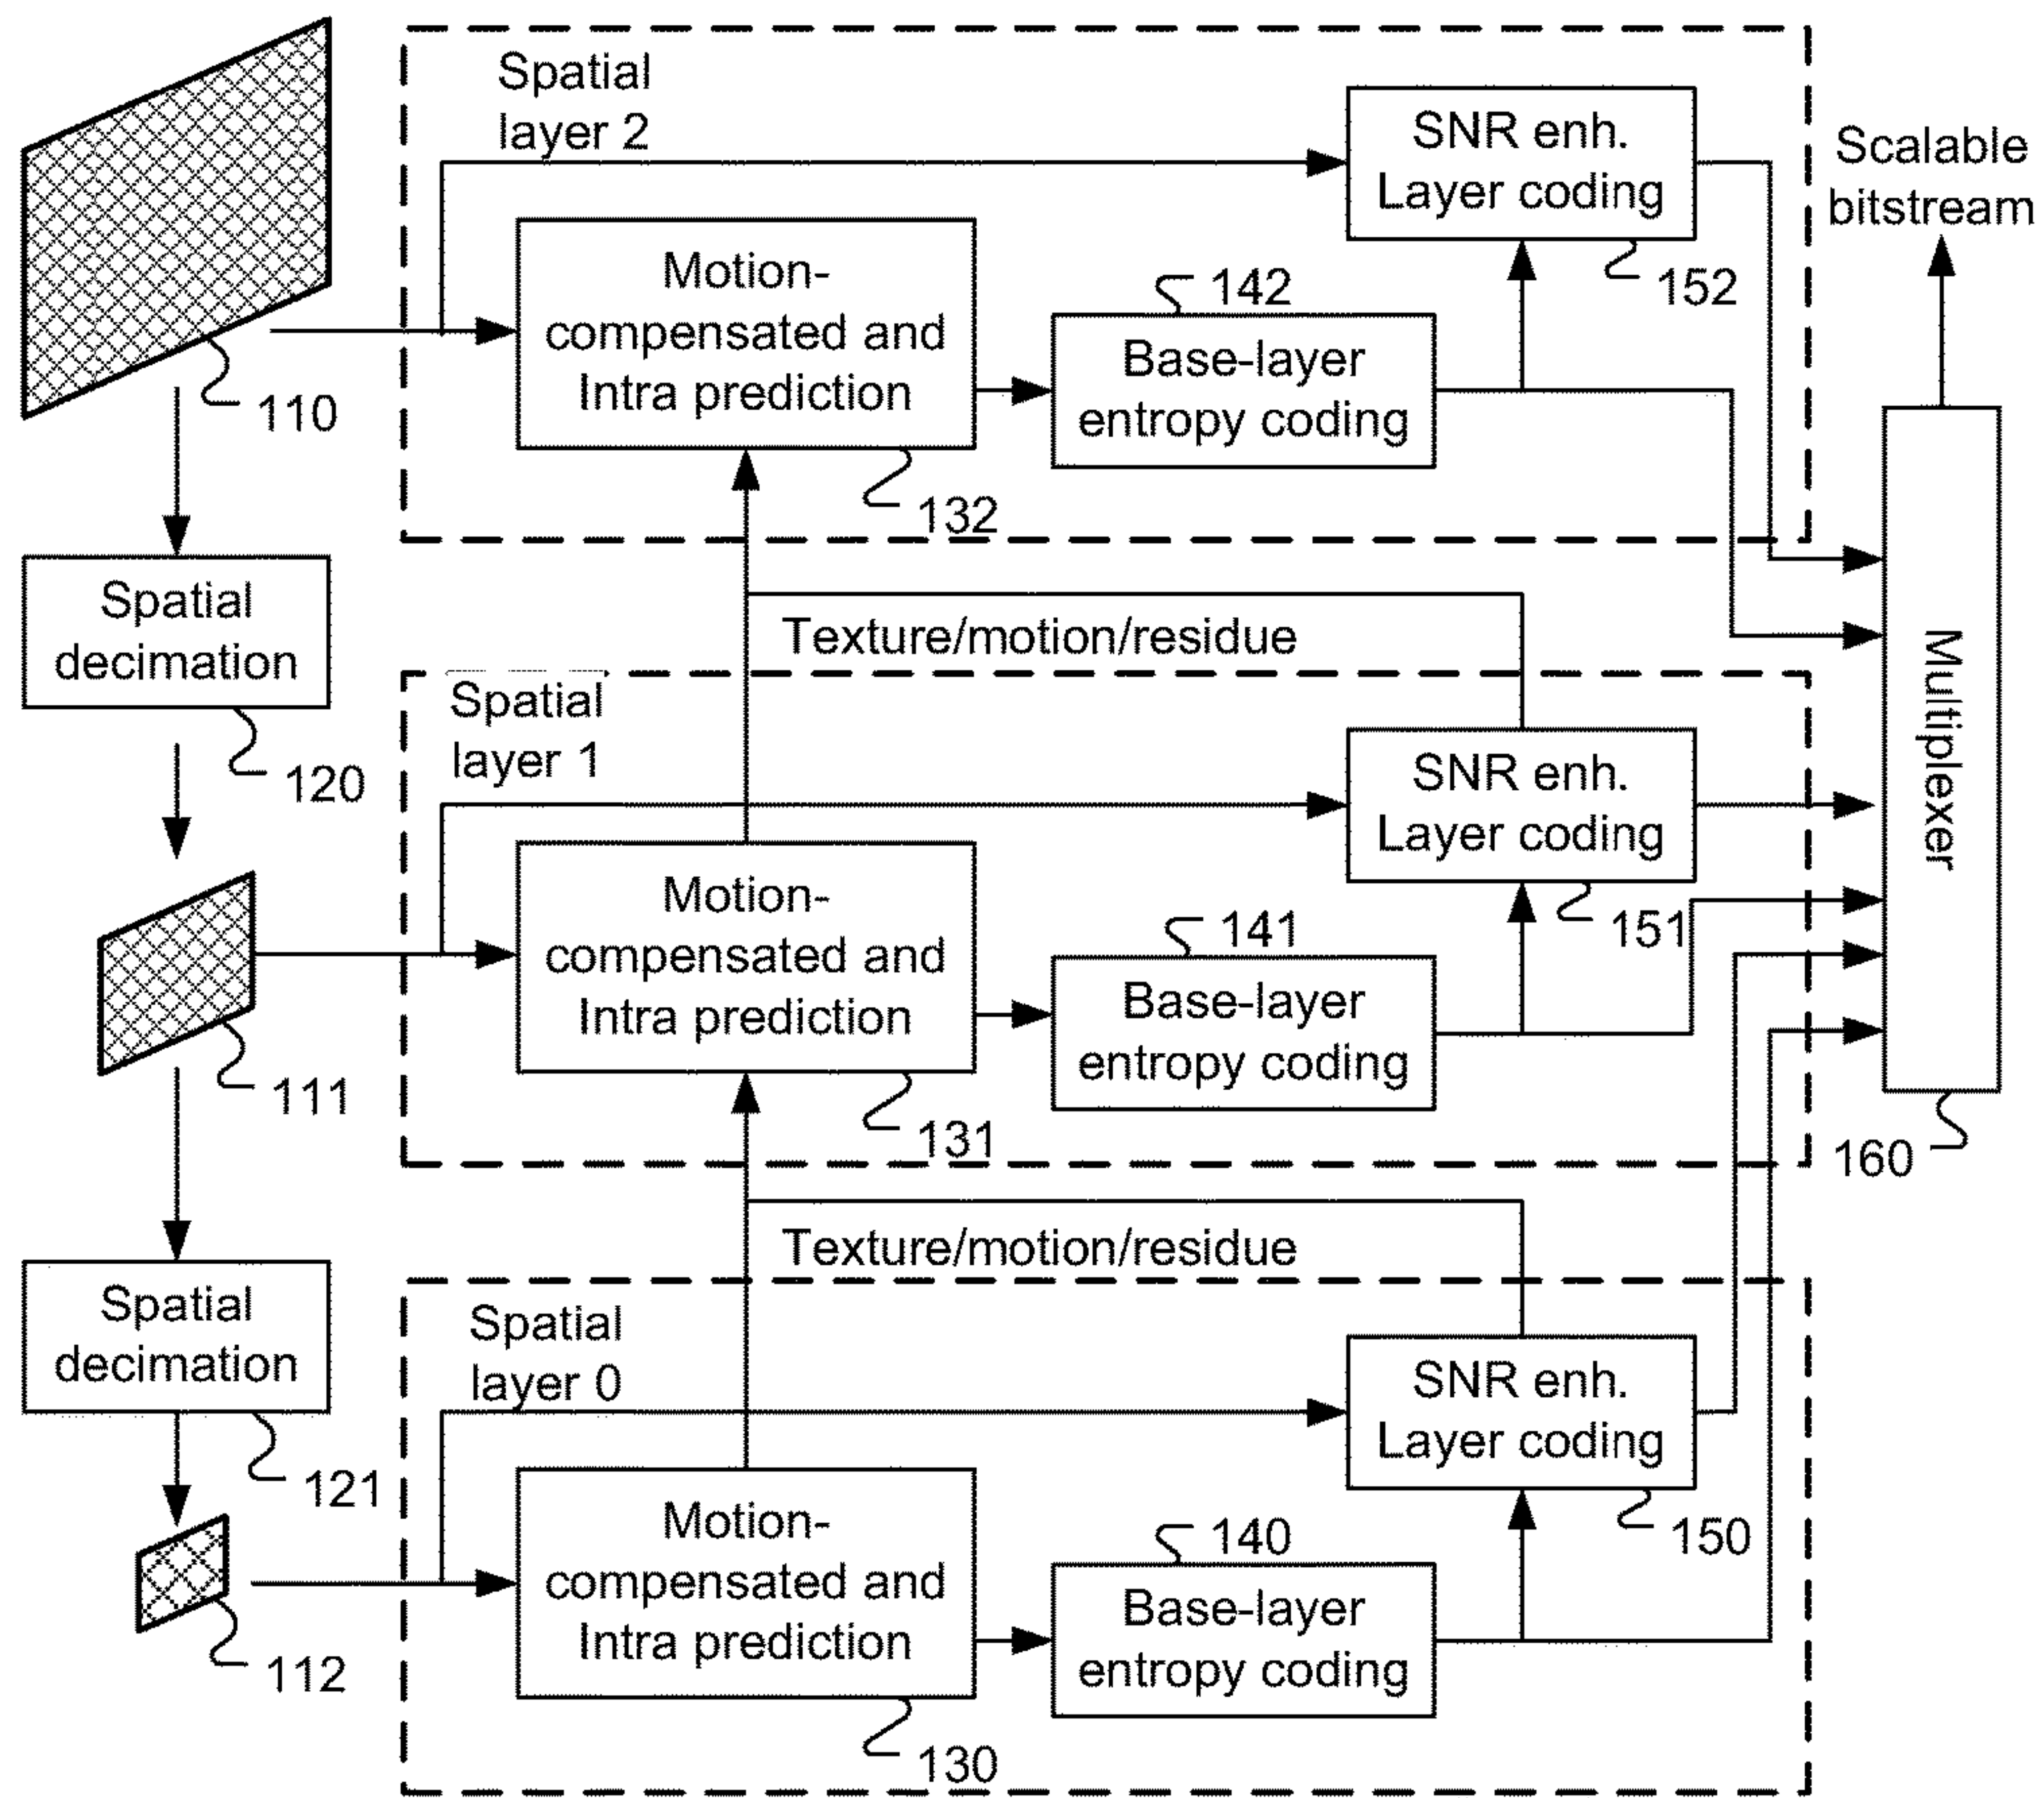 Spatial
layer 2
SNR enh.
Layer coding
Scalable
bitstream
Motion-
compensated and
Intra prediction
142
152
Base-layer
entropy coding
110
132
Spatial
decimation
120
Texture/motion/residue
Multiplexer
Spatial
layer 1
SNR enh.
Layer coding
Motion-
compensated and
Intra prediction
141
151
Base-layer
entropy coding
111
131
160
Texture/motion/residue
Spatial
decimation
121
Spatial
layer 0
SNR enh.
Layer coding
Motion-
compensated and
Intra prediction
140
150
Base-layer
entropy coding
112
130